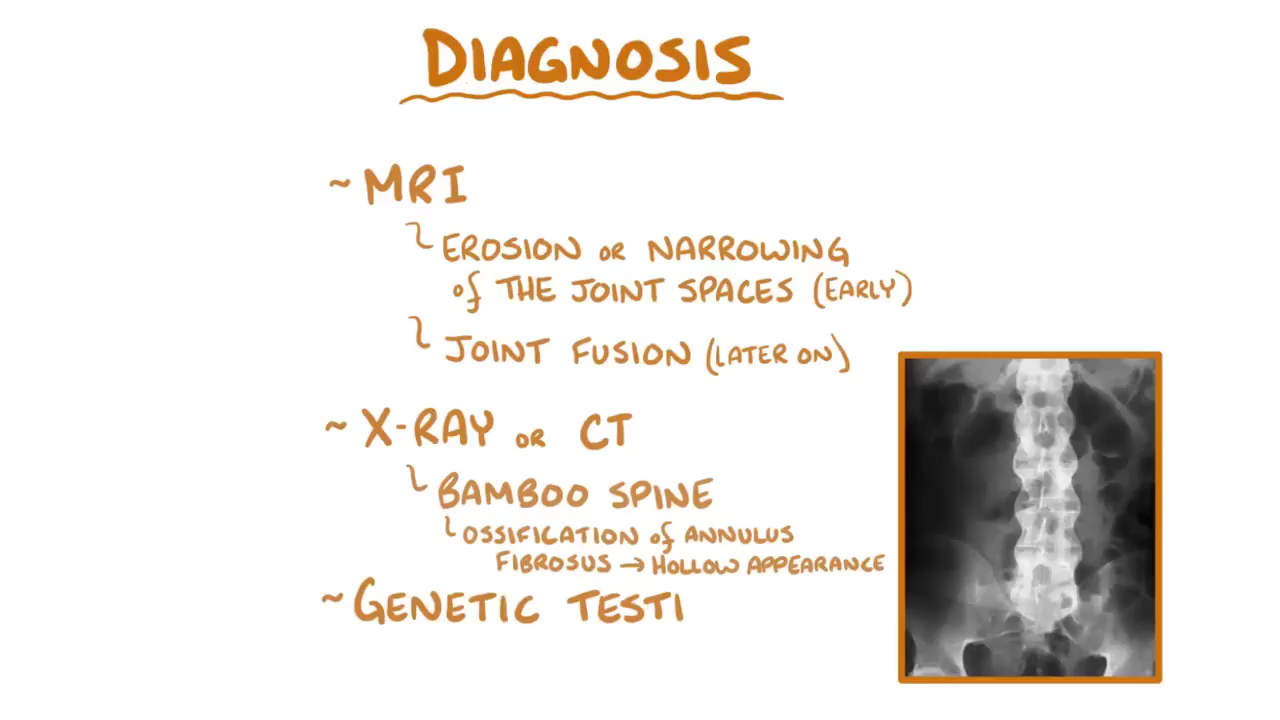 DIAGNOSIS
~ MRI
EROSION or NARROWING
of THE JOINT SPACES (EARLY)
JOINT FUSION (LATER ON)
~ X-RAY or CT
BAMBOO SPINE
OSSIFICATION of ANNULUS
FIBROSUS → HOLLOW APPEARANCE
~ GENETIC TESTI